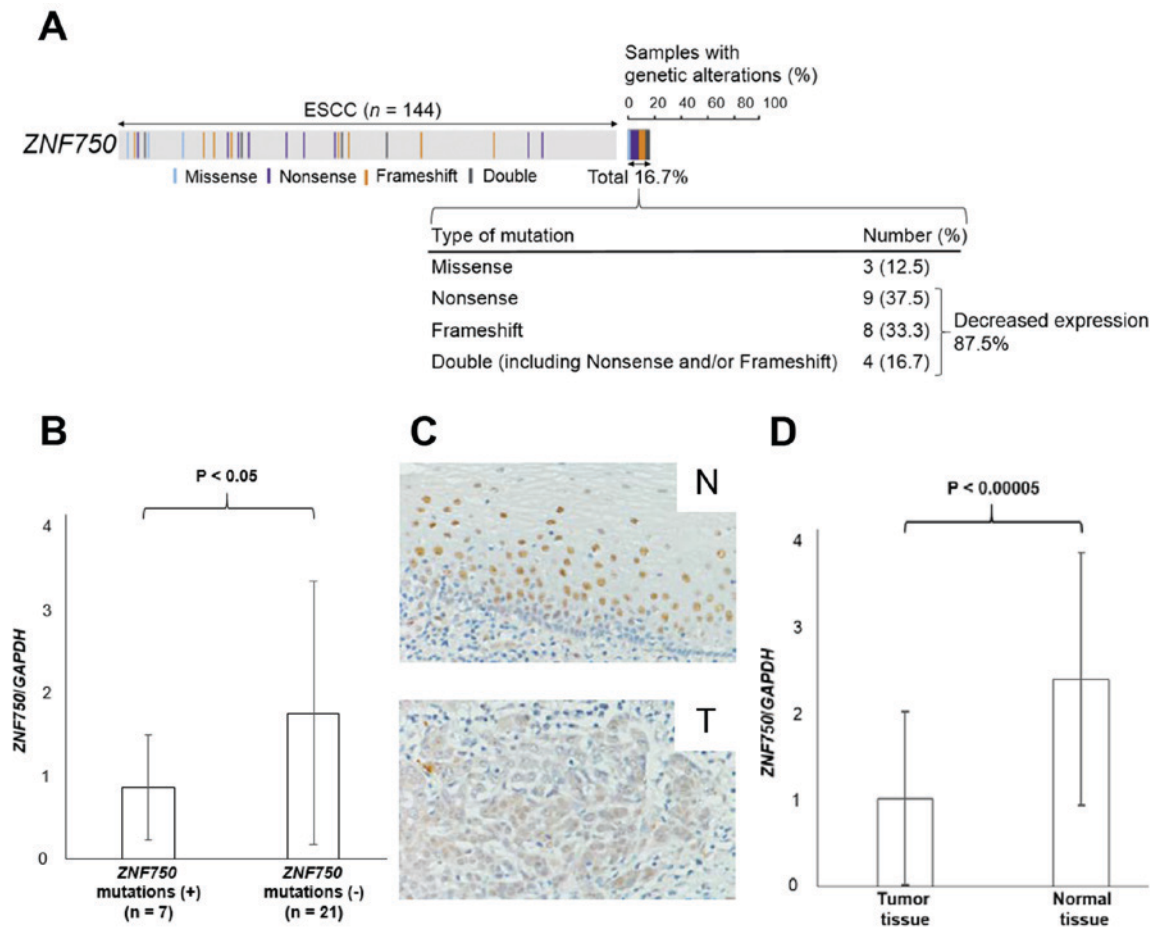 A
Samples with
genetic alterations (%)
0 20 40 60 80 100
ESCC (n = 144)
ZNF750
Missense Nonsense Frameshift Double
Total 16.7%
Type of mutation Number (%)
Missense 3 (12.5)
Nonsense 9 (37.5)
Frameshift 8 (33.3)
Double (including Nonsense and/or Frameshift) 4 (16.7)
Decreased expression
87.5%
B
P < 0.05
4
3
2
1
0
ZNF750/GAPDH
ZNF750
mutations (+)
(n = 7)
ZNF750
mutations (-)
(n = 21)
C
N
T
D
P < 0.00005
4
3
2
1
0
ZNF750/GAPDH
Tumor
tissue
Normal
tissue